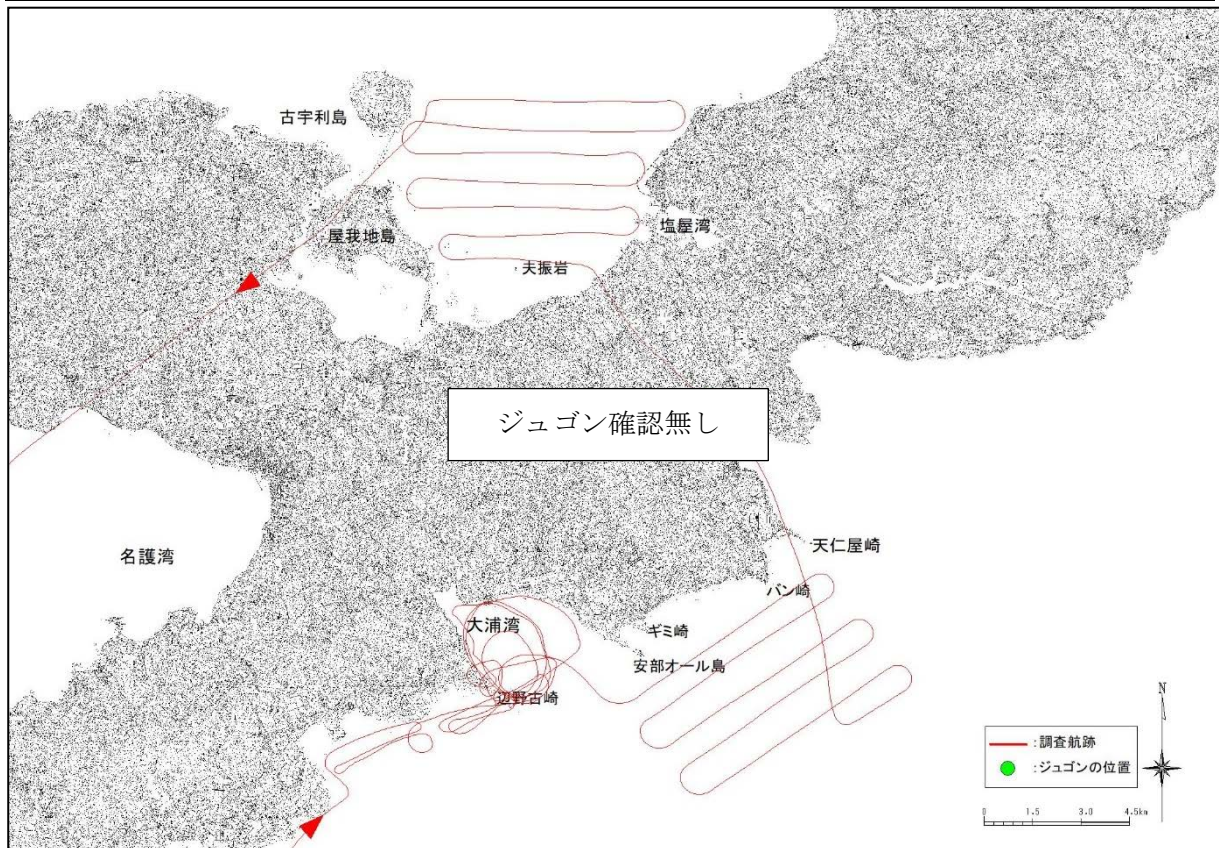 古宇利島
屋我地島
塩屋湾
夫振岩
ジュゴン確認無し
名護湾
天仁屋崎
バン崎
大浦湾
ギミ崎
安部オール島
辺野古崎
N
:調査航跡
:ジュゴンの位置
0 1.5 3.0 4.5km